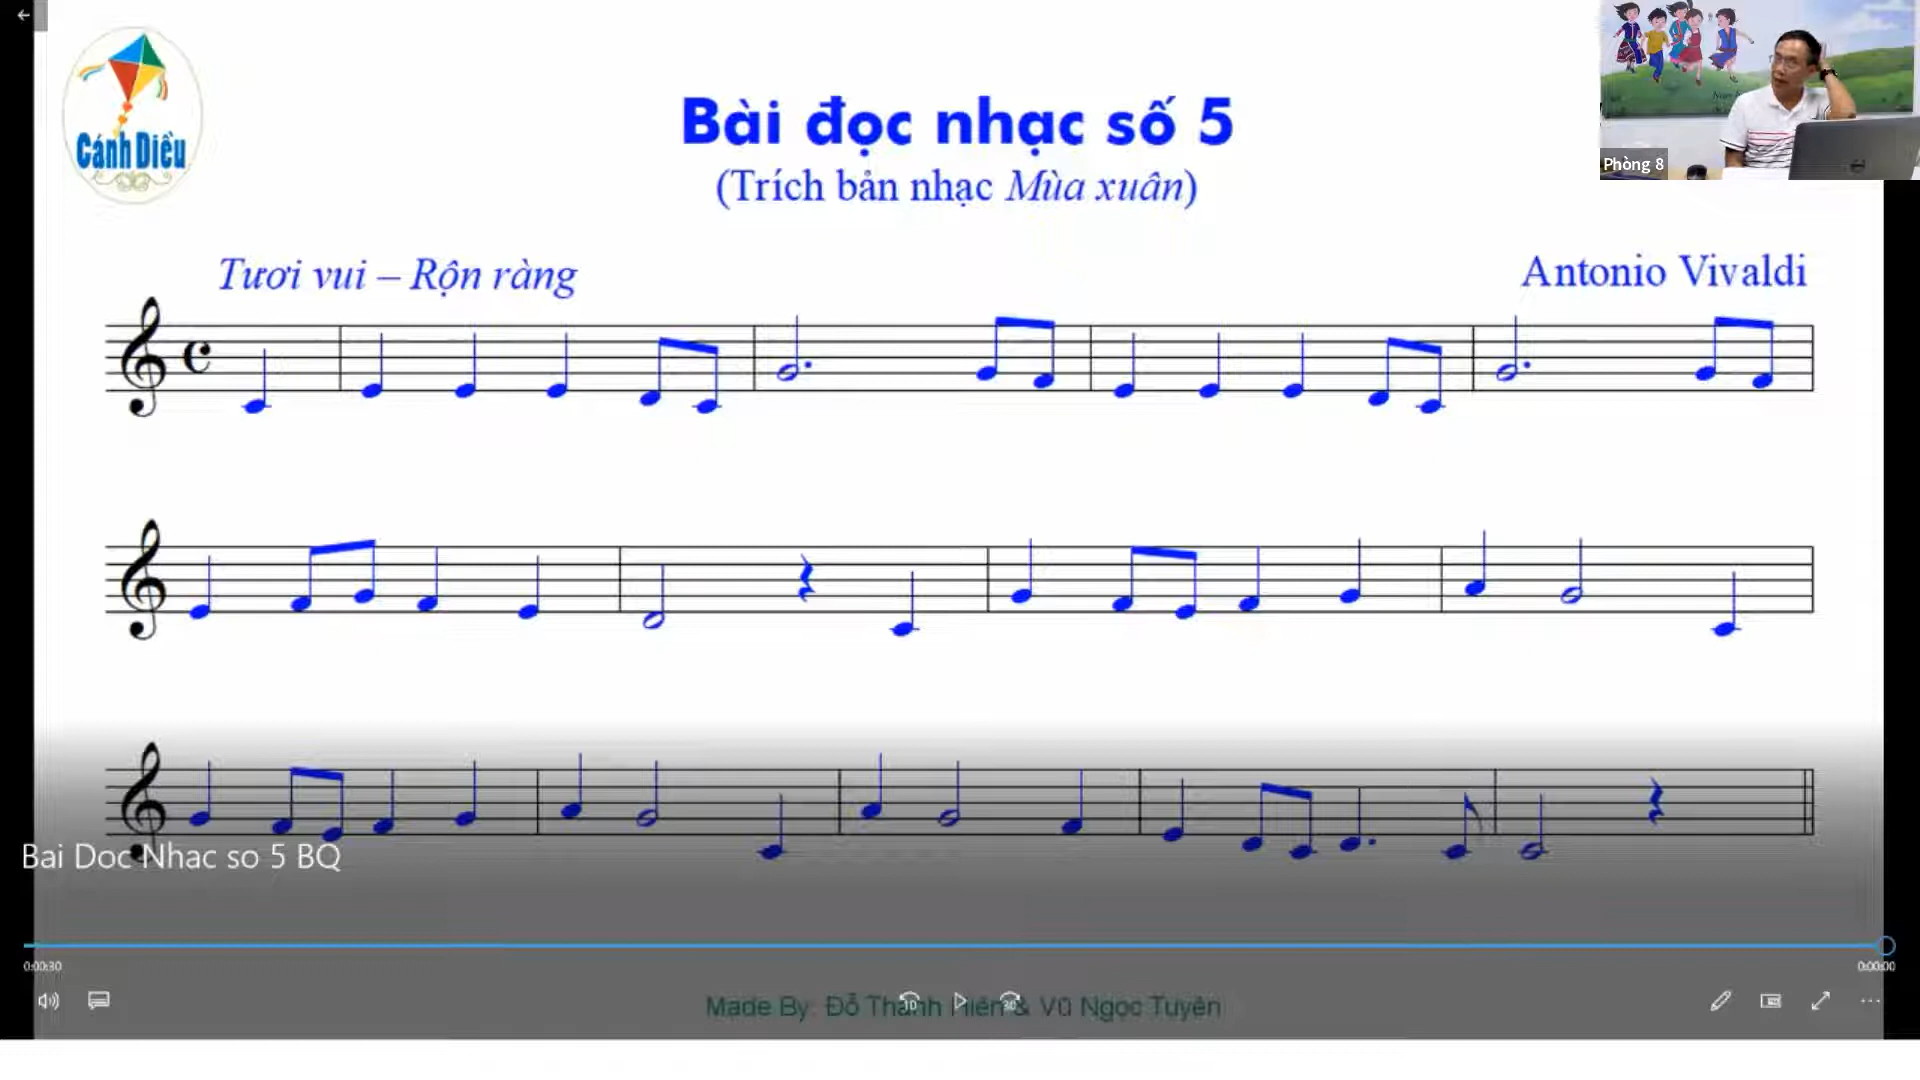 Cánh Diều
Bài đọc nhạc số 5
(Trích bản nhạc Mùa xuân)
Phòng 8
Tươi vui – Rộn ràng
Antonio Vivaldi
Bai Doc Nhac so 5 BQ
0:00:30
0:00:00
10
30
Made By: Đỗ Thanh Hiên & Vũ Ngọc Tuyên